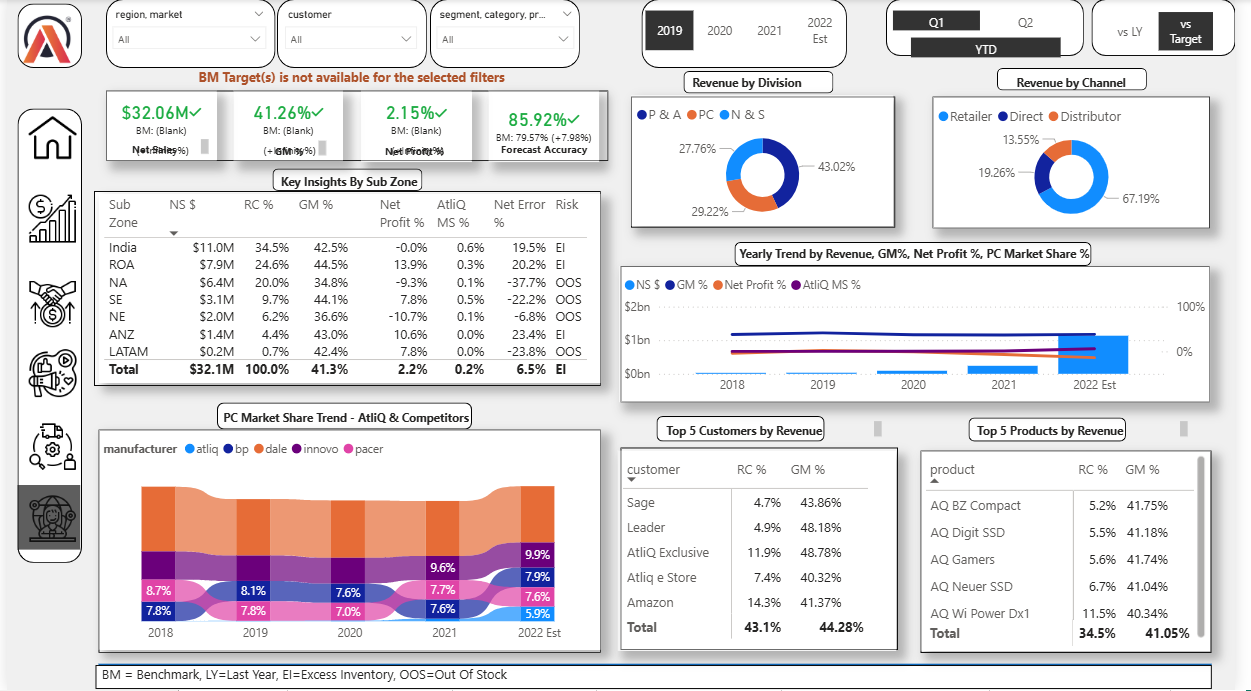 region, market
All
customer
All
segment, category, pr...
All
2019
2020
2021
2022
Est
Q1
Q2
YTD
vs LY
vs
Target
BM Target(s) is not available for the selected filters
$32.06M✓
BM: (Blank)
Net Sales
41.26%✓
BM: (Blank)
GM %
2.15%✓
BM: (Blank)
Net Profit %
85.92%✓
BM: 79.57% (+7.98%)
Forecast Accuracy
Revenue by Division
P & A PC N & S
27.76%
43.02%
29.22%
Revenue by Channel
Retailer Direct Distributor
13.55%
19.26%
67.19%
Key Insights By Sub Zone
Sub Zone NS $ RC % GM % Net Profit % AtliQ MS % Net Error % Risk
India $11.0M 34.5% 42.5% -0.0% 0.6% 19.5% EI
ROA $7.9M 24.6% 44.5% 13.9% 0.3% 20.2% EI
NA $6.4M 20.0% 34.8% -9.3% 0.1% -37.7% OOS
SE $3.1M 9.7% 44.1% 7.8% 0.5% -22.2% OOS
NE $2.0M 6.2% 36.6% -10.7% 0.1% -6.8% OOS
ANZ $1.4M 4.4% 43.0% 10.6% 0.0% 23.4% EI
LATAM $0.2M 0.7% 42.4% 7.8% 0.0% -23.8% OOS
Total $32.1M 100.0% 41.3% 2.2% 0.2% 6.5% EI
Yearly Trend by Revenue, GM%, Net Profit %, PC Market Share %
NS $ GM % Net Profit % AtliQ MS %
$2bn 100%
$1bn
0%
$0bn
2018 2019 2020 2021 2022 Est
PC Market Share Trend - AtliQ & Competitors
manufacturer atliq bp dale innovo pacer
9.9%
9.6%
7.9%
8.7% 8.1% 7.6% 7.7%
7.6%
7.8% 7.8% 7.0% 7.6%
5.9%
2018 2019 2020 2021 2022 Est
Top 5 Customers by Revenue
customer RC % GM %
Sage 4.7% 43.86%
Leader 4.9% 48.18%
AtliQ Exclusive 11.9% 48.78%
Atliq e Store 7.4% 40.32%
Amazon 14.3% 41.37%
Total 43.1% 44.28%
Top 5 Products by Revenue
product RC % GM %
AQ BZ Compact 5.2% 41.75%
AQ Digit SSD 5.5% 41.18%
AQ Gamers 5.6% 41.74%
AQ Neuer SSD 6.7% 41.04%
AQ Wi Power Dx1 11.5% 40.34%
Total 34.5% 41.05%
BM = Benchmark, LY=Last Year, EI=Excess Inventory, OOS=Out Of Stock